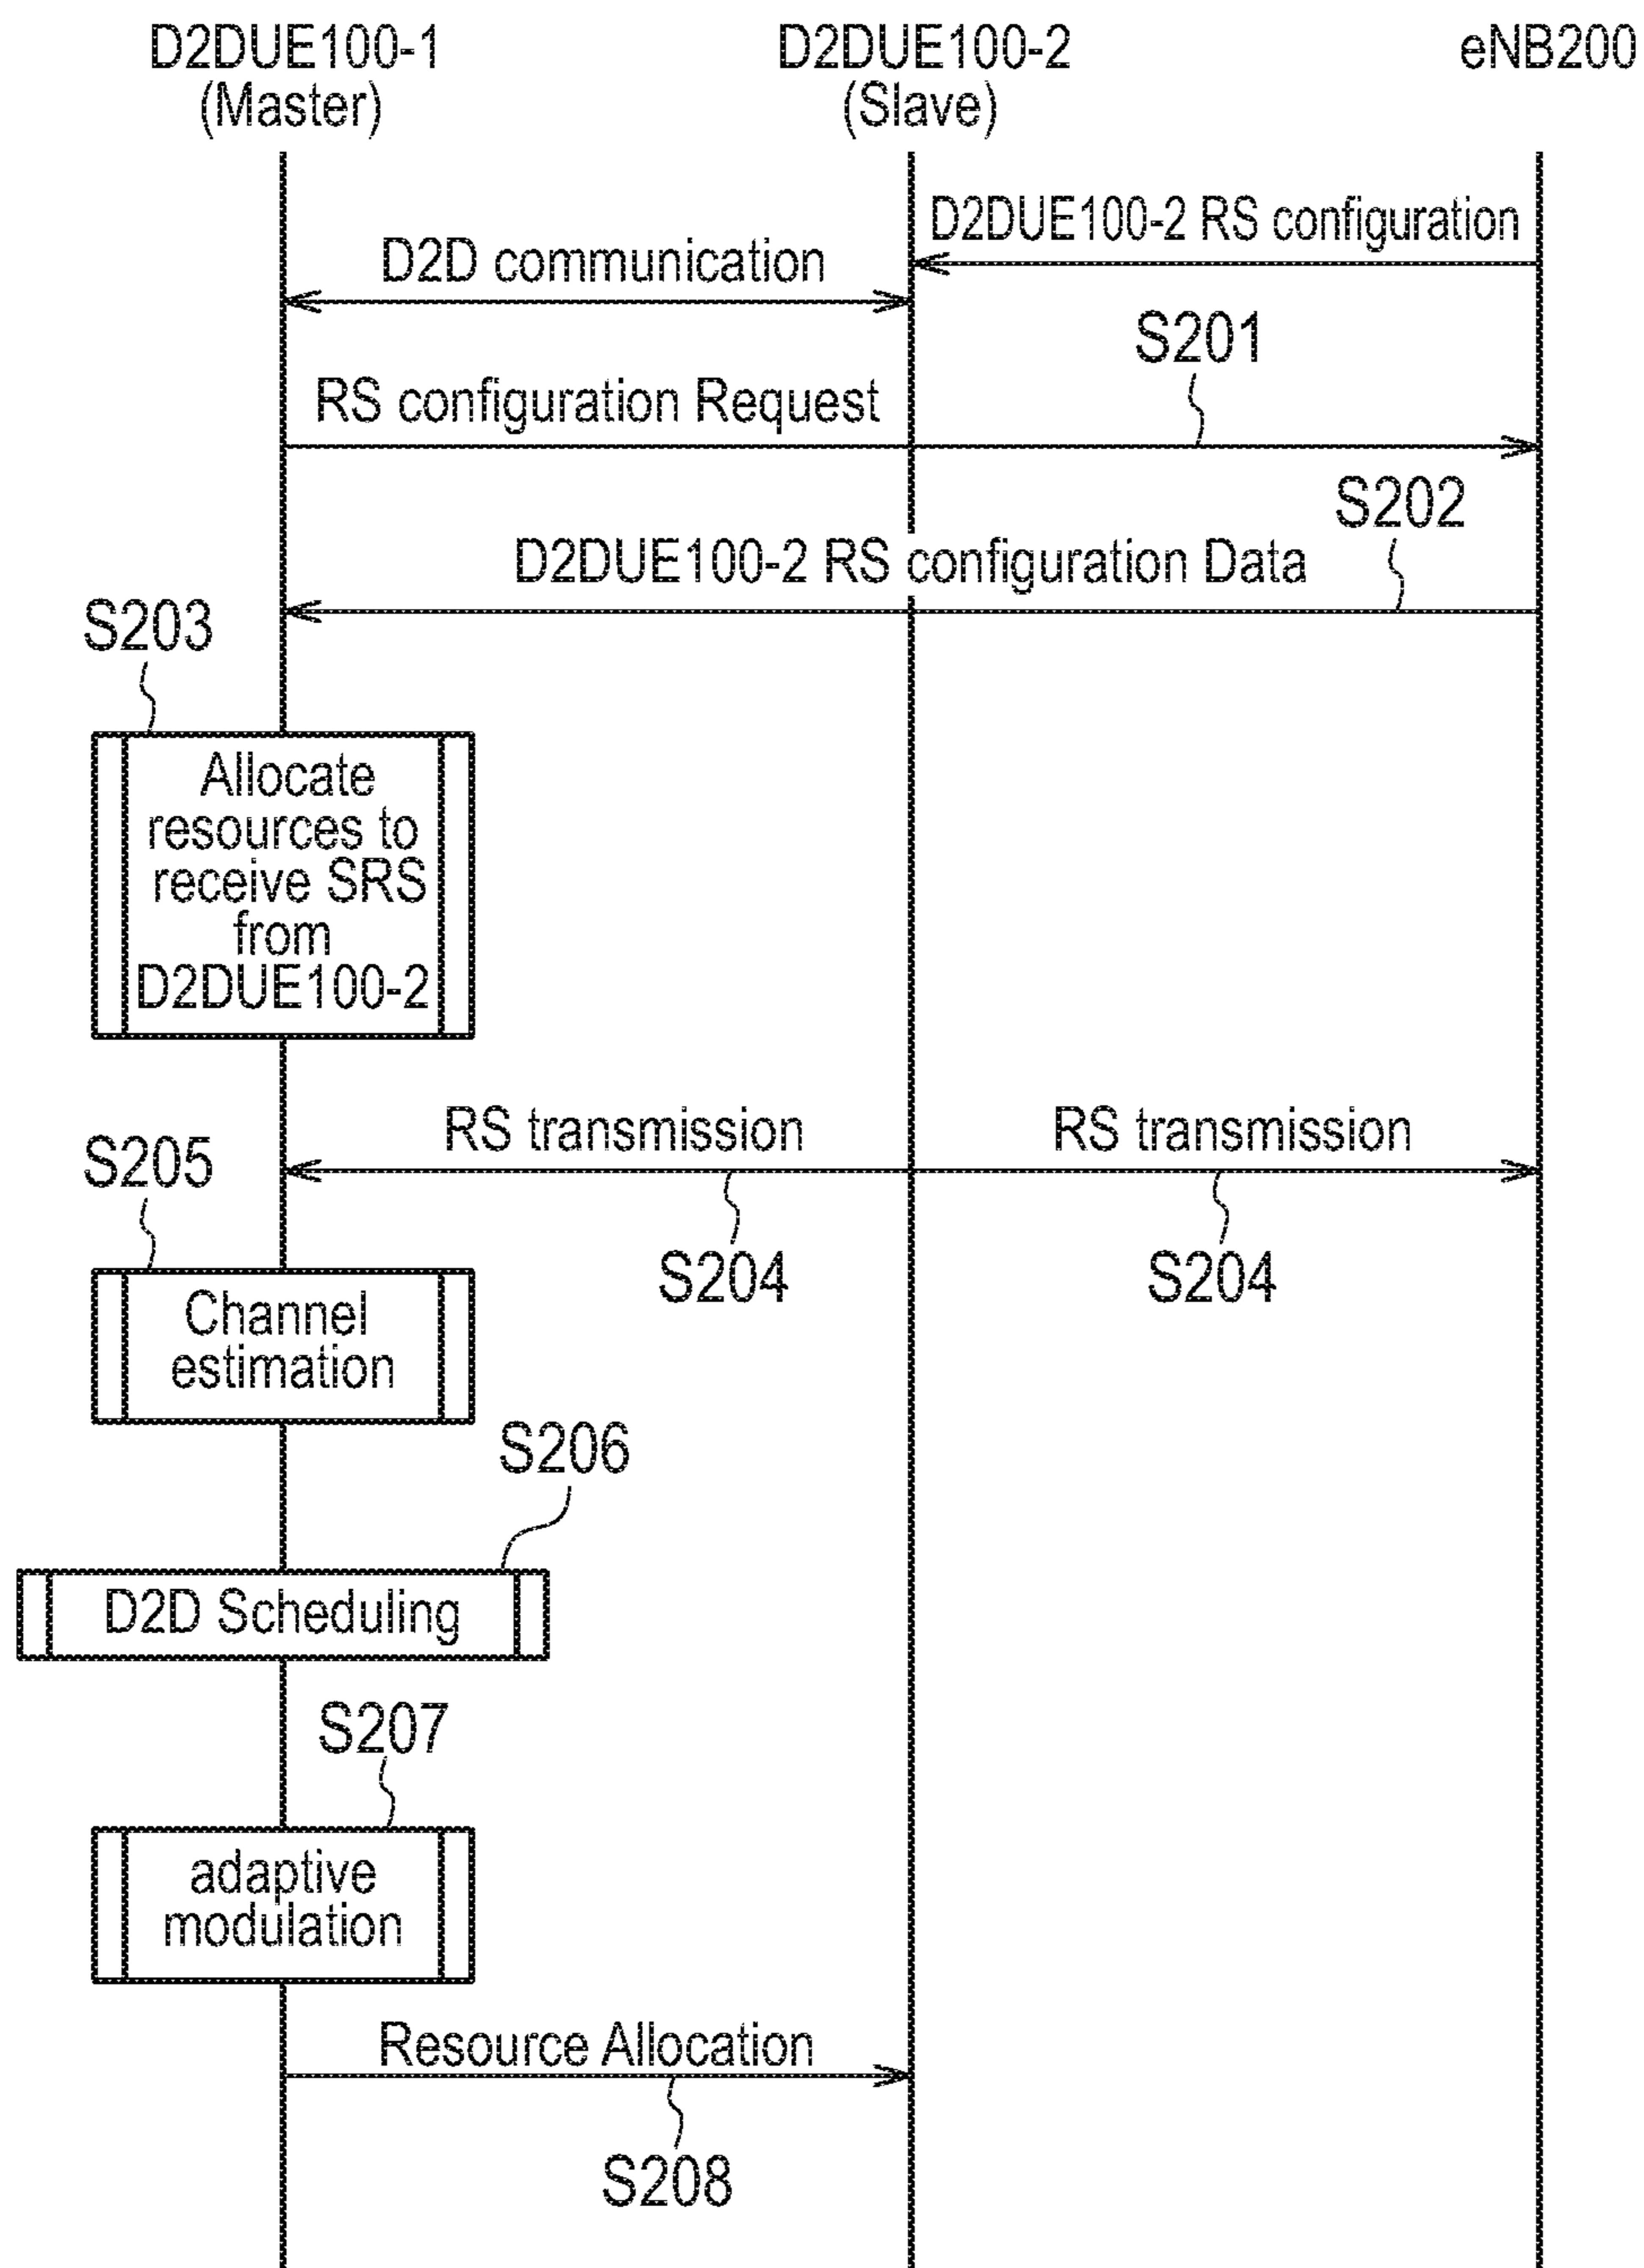 D2DUE100-1
(Master)
D2DUE100-2
(Slave)
eNB200
D2DUE100-2 RS configuration
D2D communication
S201
RS configuration Request
S202
D2DUE100-2 RS configuration Data
S203
Allocate
resources to
receive SRS
from
D2DUE100-2
RS transmission
RS transmission
S205
S204
S204
Channel
estimation
S206
D2D Scheduling
S207
adaptive
modulation
Resource Allocation
S208